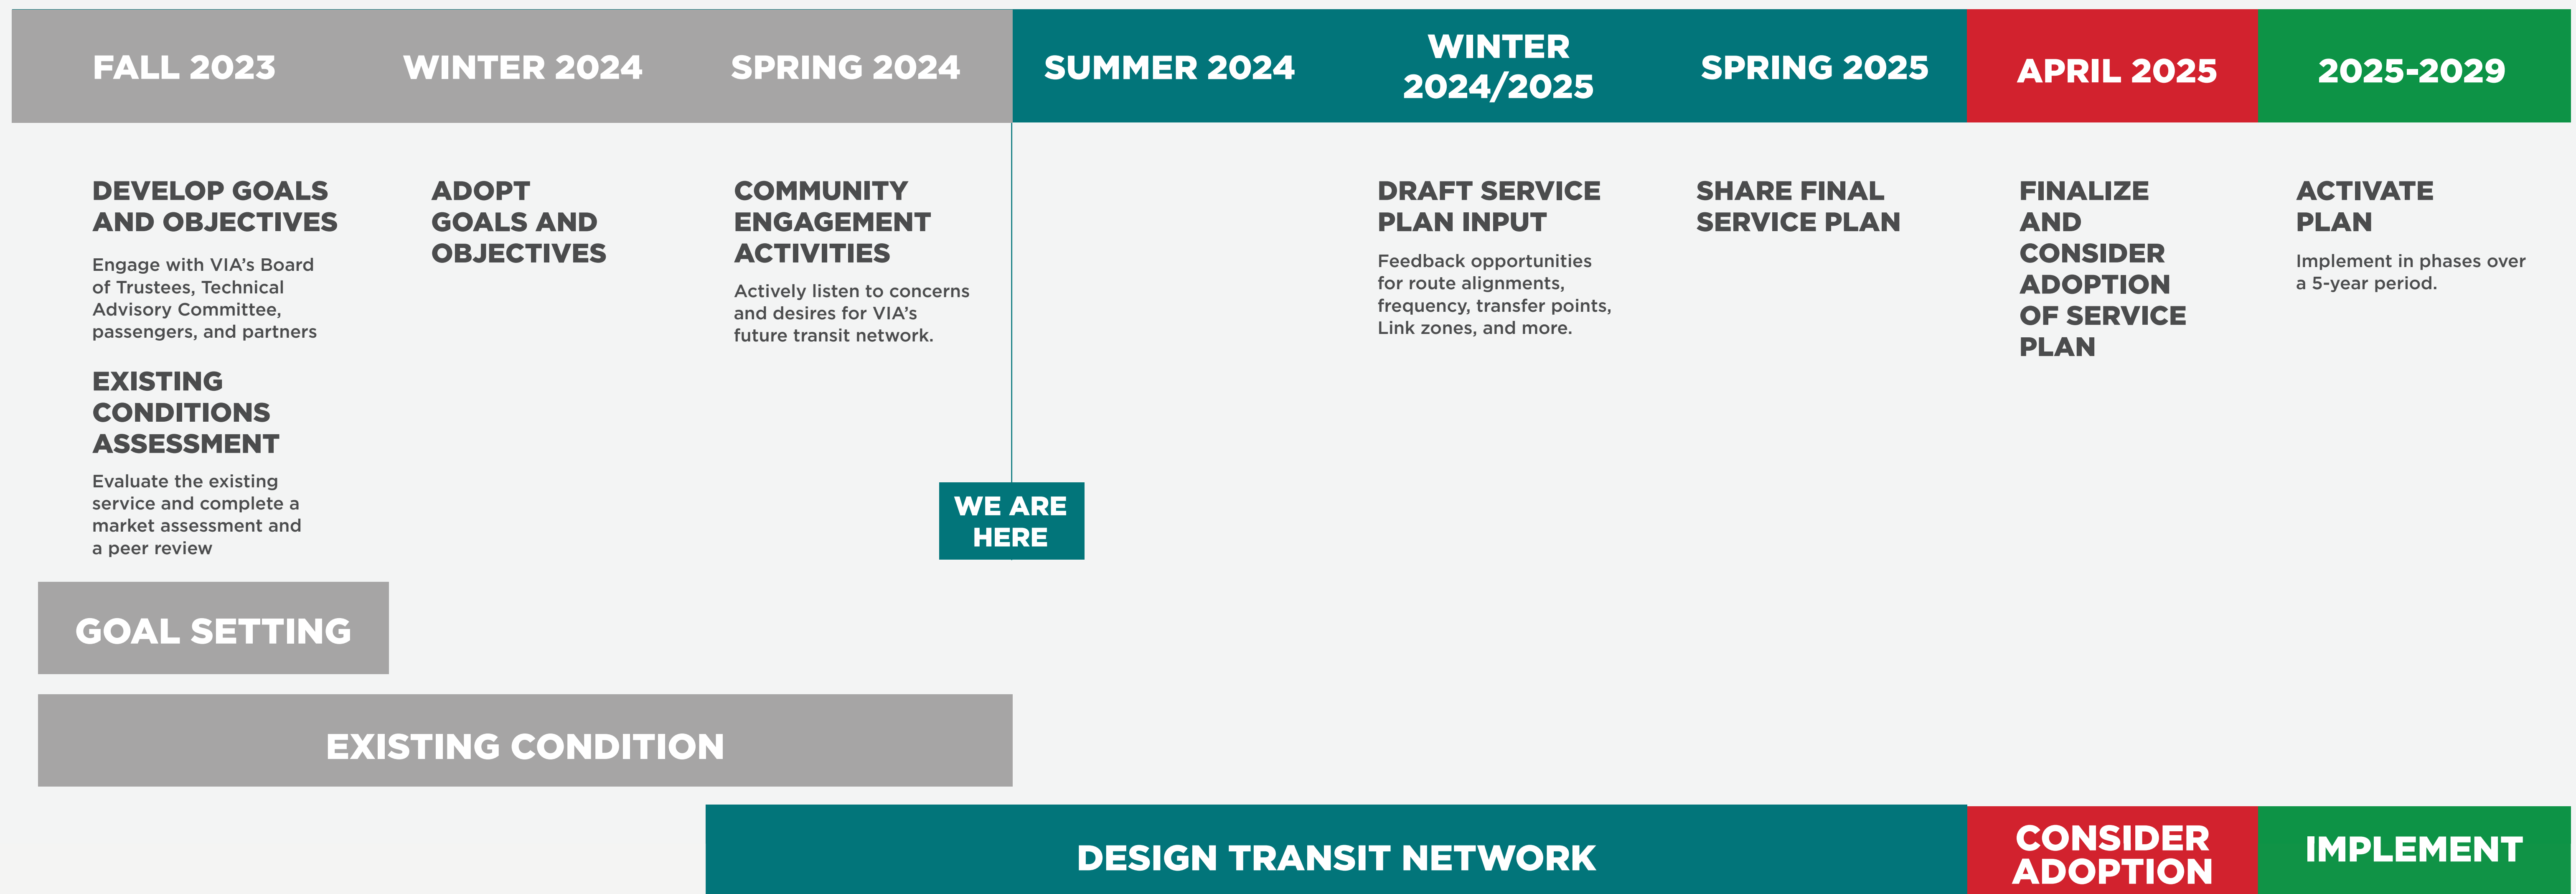 FALL 2023
WINTER 2024
SPRING 2024
SUMMER 2024
WINTER
2024/2025
SPRING 2025
APRIL 2025
2025-2029
DEVELOP GOALS
AND OBJECTIVES
Engage with VIA's Board
of Trustees, Technical
Advisory Committee,
passengers, and partners
EXISTING
CONDITIONS
ASSESSMENT
Evaluate the existing
service and complete a
market assessment and
a peer review
ADOPT
GOALS AND
OBJECTIVES
COMMUNITY
ENGAGEMENT
ACTIVITIES
Actively listen to concerns
and desires for VIA's
future transit network.
WE ARE
HERE
DRAFT SERVICE
PLAN INPUT
Feedback opportunities
for route alignments,
frequency, transfer points,
Link zones, and more.
SHARE FINAL
SERVICE PLAN
FINALIZE
AND
CONSIDER
ADOPTION
OF SERVICE
PLAN
ACTIVATE
PLAN
Implement in phases over
a 5-year period.
GOAL SETTING
EXISTING CONDITION
DESIGN TRANSIT NETWORK
CONSIDER
ADOPTION
IMPLEMENT